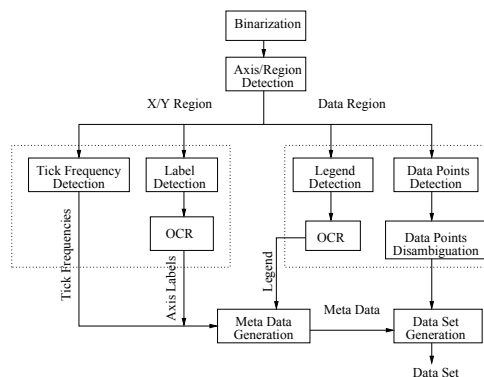 Binarization
Axis/Region
Detection
X/Y Region
Data Region
Tick Frequency
Detection
Label
Detection
Legend
Detection
Data Points
Detection
OCR
OCR
Data Points
Disambiguation
Tick Frequencies
Axis Labels
Legend
Meta Data
Generation
Meta Data
Data Set
Generation
Data Set